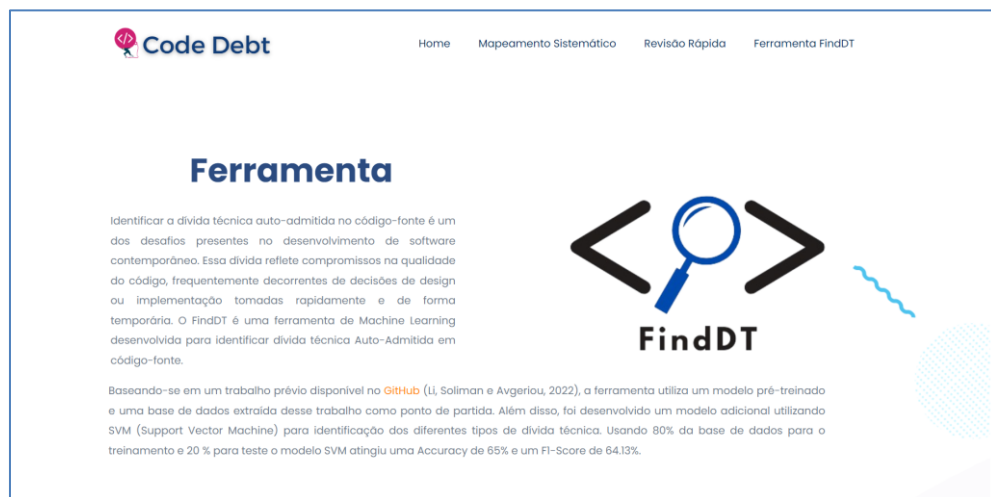 </> Code Debt
Home Mapeamento Sistemático Revisão Rápida Ferramenta FindDT
Ferramenta
Identificar a dívida técnica auto-admitida no código-fonte é um
dos desafios presentes no desenvolvimento de software
contemporâneo. Essa dívida reflete compromissos na qualidade
do código, frequentemente decorrentes de decisões de design
ou implementação tomadas rapidamente e de forma
temporária. O FindDT é uma ferramenta de Machine Learning
desenvolvida para identificar dívida técnica Auto-Admitida em
código-fonte.
FindDT
Baseando-se em um trabalho prévio disponível no GitHub (Li, Soliman e Avgeriou, 2022), a ferramenta utiliza um modelo pré-treinado
e uma base de dados extraída desse trabalho como ponto de partida. Além disso, foi desenvolvido um modelo adicional utilizando
SVM (Support Vector Machine) para identificação dos diferentes tipos de dívida técnica. Usando 80% da base de dados para o
treinamento e 20 % para teste o modelo SVM atingiu uma Accuracy de 65% e um F1-Score de 64.13%.